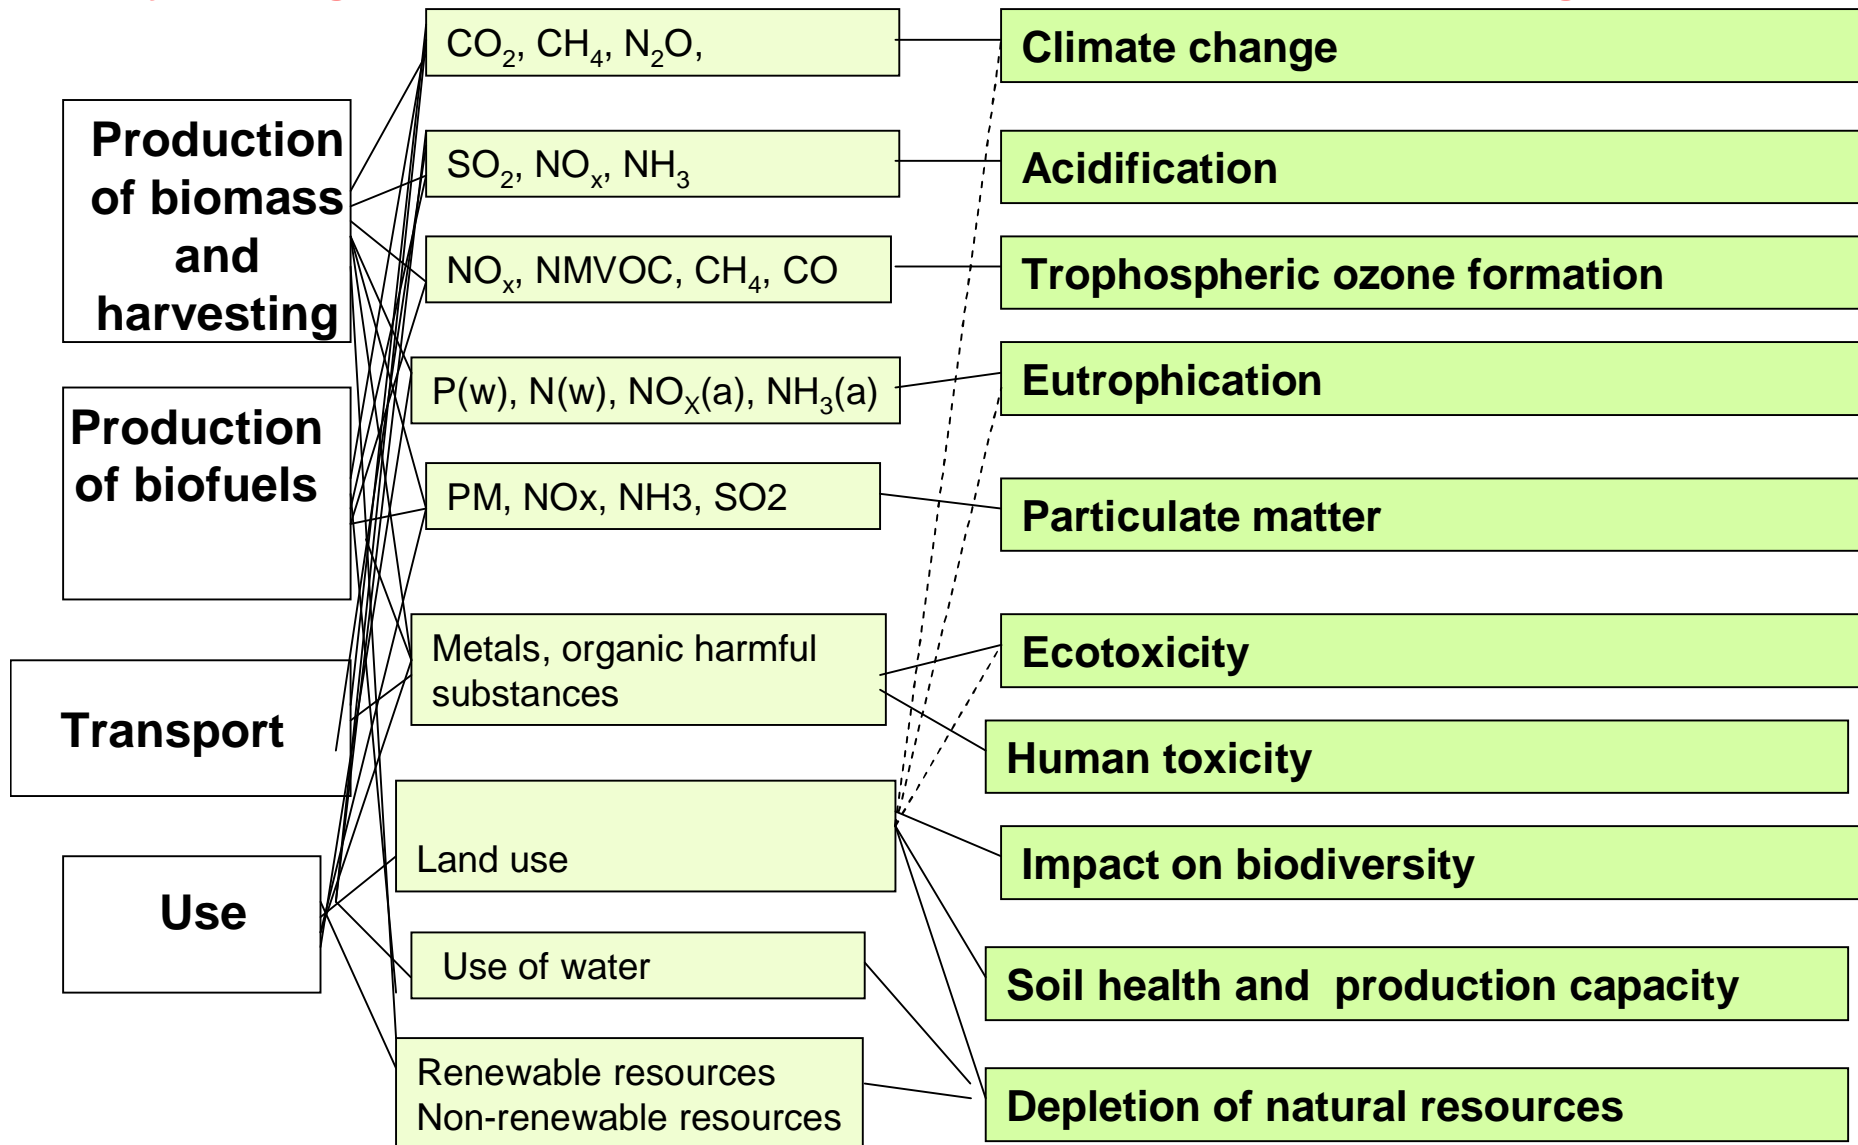 Production
of biomass
and
harvesting
Production
of biofuels
Transport
Use
CO₂, CH₄, N₂O,
SO₂, NOₓ, NH₃
NOₓ, NMVOC, CH₄, CO
P(w), N(w), NOₓ(a), NH₃(a)
PM, NOx, NH3, SO2
Metals, organic harmful
substances
Land use
Use of water
Renewable resources
Non-renewable resources
Climate change
Acidification
Trophospheric ozone formation
Eutrophication
Particulate matter
Ecotoxicity
Human toxicity
Impact on biodiversity
Soil health and production capacity
Depletion of natural resources